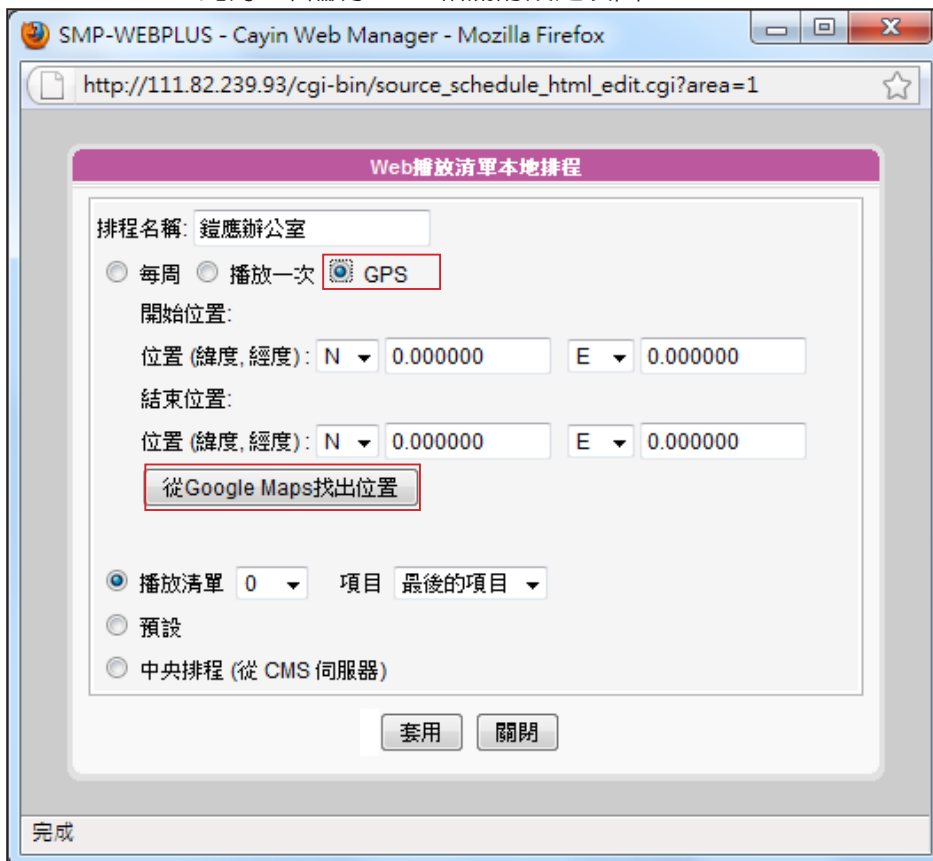 SMP-WEBPLUS - Cayin Web Manager - Mozilla Firefox
http://111.82.239.93/cgi-bin/source_schedule_html_edit.cgi?area=1
Web播放清單本地排程
排程名稱: 鎧應辦公室
每周 播放一次 GPS
開始位置:
位置 (緯度, 經度) : N 0.000000 E 0.000000
結束位置:
位置 (緯度, 經度) : N 0.000000 E 0.000000
從Google Maps找出位置
播放清單 0 項目 最後的項目
預設
中央排程 (從 CMS 伺服器)
套用 關閉
完成